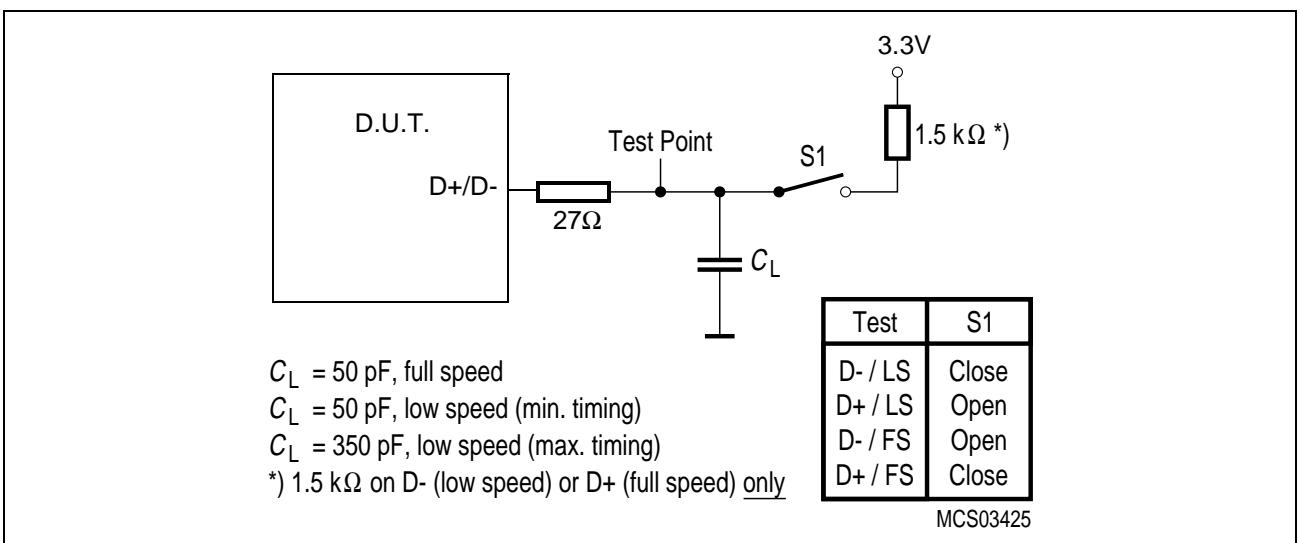 3.3V
D.U.T.
1.5 kΩ *)
Test Point
S1
D+/D-
27Ω
CL
Test S1
D- / LS Close
D+ / LS Open
D- / FS Open
D+ / FS Close
CL = 50 pF, full speed
CL = 50 pF, low speed (min. timing)
CL = 350 pF, low speed (max. timing)
*) 1.5 kΩ on D- (low speed) or D+ (full speed) only
MCS03425